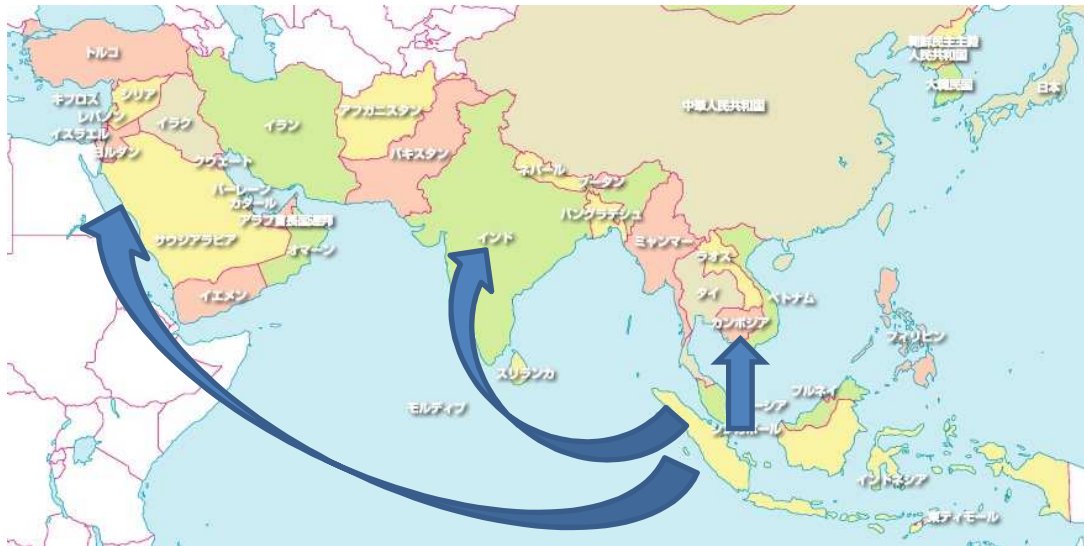 トルコ
キプロス
シリア
レバノン
イスラエル
ヨルダン
イラク
イラン
クウェート
バーレーン
カタール
アラブ首長国連邦
サウジアラビア
オマーン
イエメン
アフガニスタン
パキスタン
ネパール
ブータン
バングラデシュ
インド
スリランカ
モルディブ
ミャンマー
ラオス
タイ
ベトナム
カンボジア
中華人民共和国
朝鮮民主主義
人民共和国
大韓民国
日本
フィリピン
ブルネイ
インドネシア
東ティモール